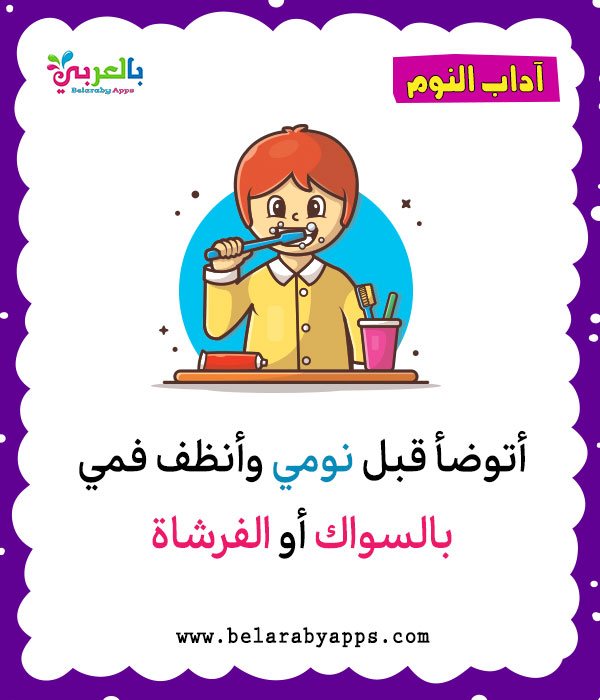 آداب النوم
بالعربي
Belaraby Apps
أتوضأ قبل نومي وأنظف فمي
بالسواك أو الفرشاة
www.belarabyapps.com